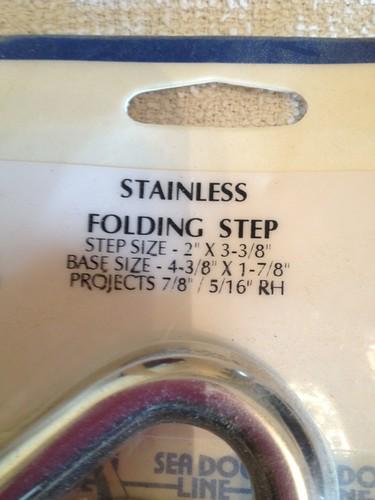 STAINLESS
FOLDING STEP
STEP SIZE - 2" X 3-3/8"
BASE SIZE - 4-3/8" X 1-7/8"
PROJECTS 7/8" / 5/16" RH
SEA DOG
LINE